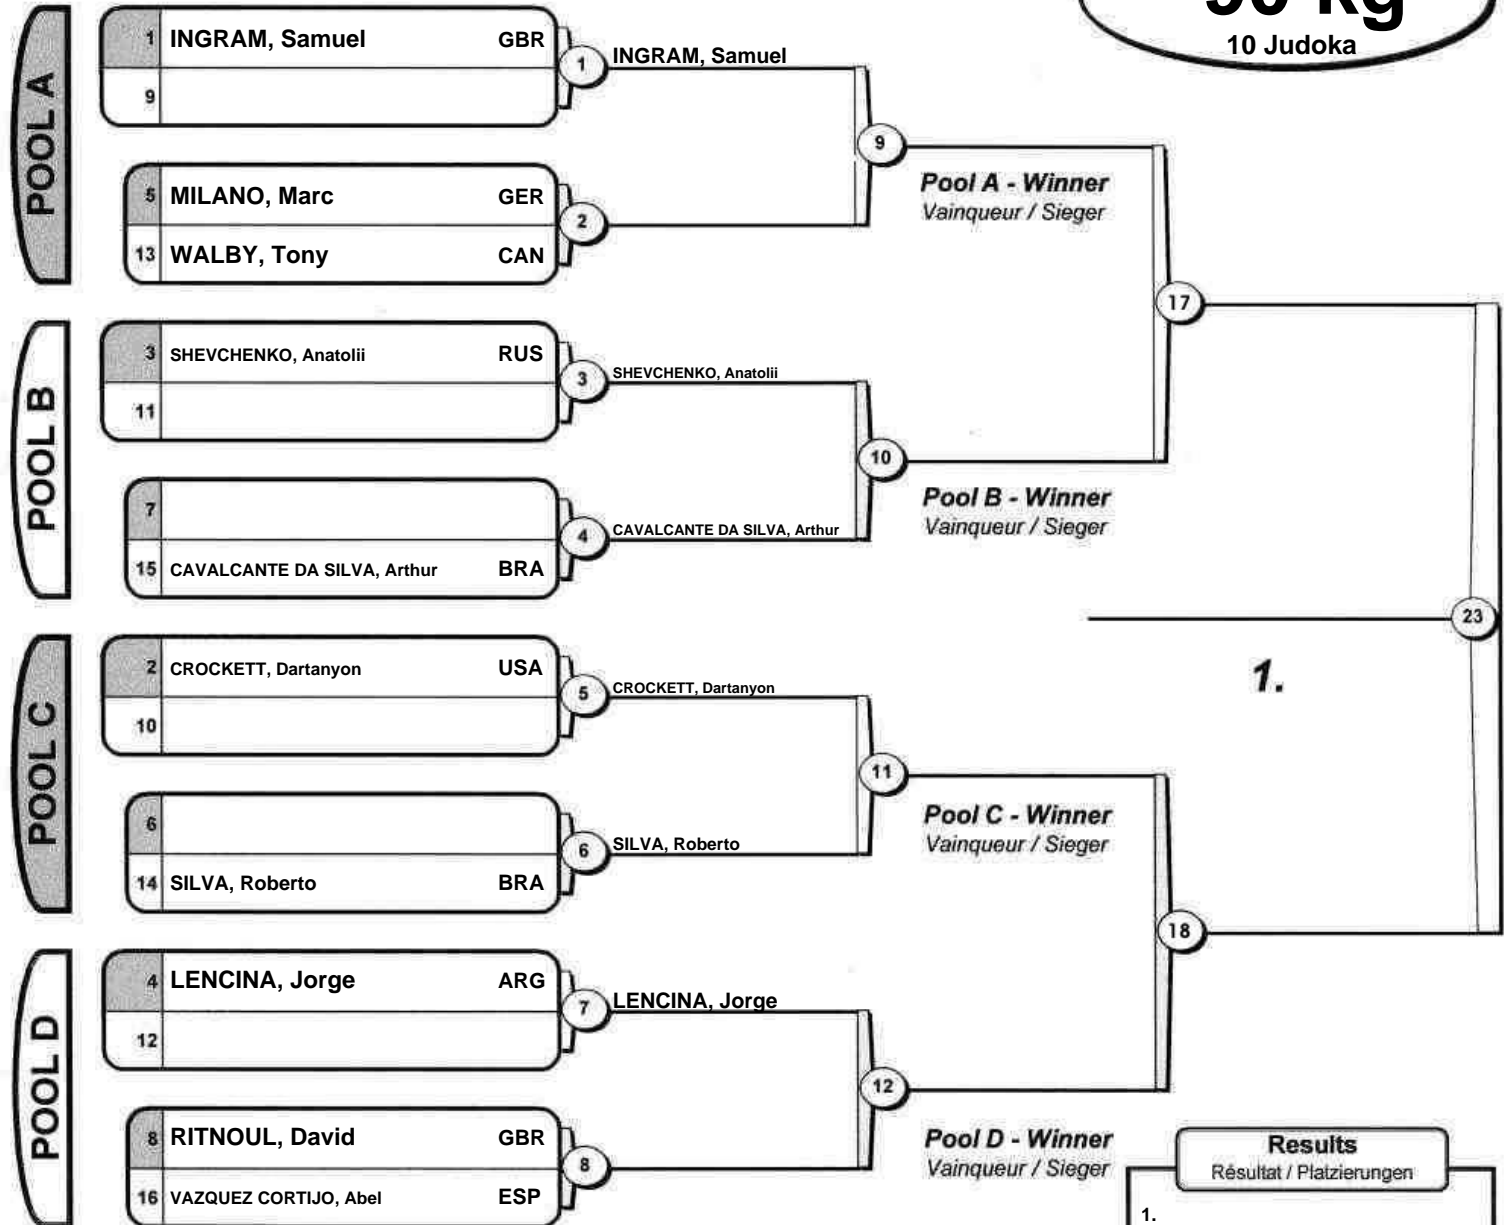 90 kg
10 Judoka
POOL A
1 INGRAM, Samuel GBR
9
1 INGRAM, Samuel
5 MILANO, Marc GER
13 WALBY, Tony CAN
2
9
Pool A - Winner
Vainqueur / Sieger
POOL B
3 SHEVCHENKO, Anatolii RUS
11
3 SHEVCHENKO, Anatolii
7
15 CAVALCANTE DA SILVA, Arthur BRA
4 CAVALCANTE DA SILVA, Arthur
10
Pool B - Winner
Vainqueur / Sieger
17
POOL C
2 CROCKETT, Dartanyon USA
10
5 CROCKETT, Dartanyon
6
14 SILVA, Roberto BRA
6 SILVA, Roberto
11
Pool C - Winner
Vainqueur / Sieger
POOL D
4 LENCINA, Jorge ARG
12
7 LENCINA, Jorge
8 RITNOUL, David GBR
16 VAZQUEZ CORTIJO, Abel ESP
8
12
Pool D - Winner
Vainqueur / Sieger
18
23
1.
Results
Résultat / Platzierungen
1.